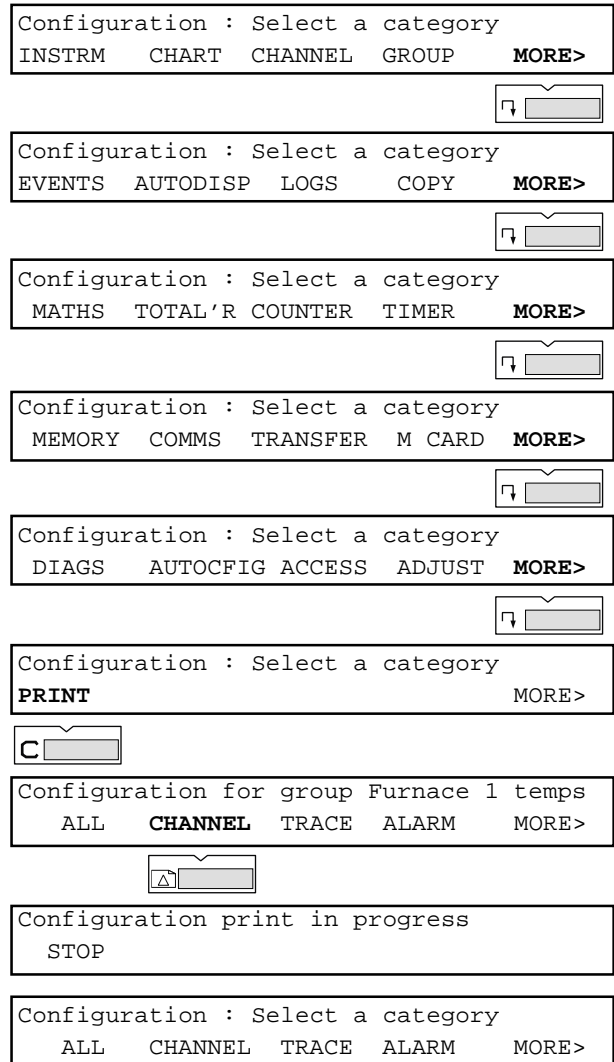 Configuration : Select a category
INSTRM CHART CHANNEL GROUP MORE>
Configuration : Select a category
EVENTS AUTODISP LOGS COPY MORE>
Configuration : Select a category
MATHS TOTAL'R COUNTER TIMER MORE>
Configuration : Select a category
MEMORY COMMS TRANSFER M CARD MORE>
Configuration : Select a category
DIAGS AUTOCFIG ACCESS ADJUST MORE>
Configuration : Select a category
PRINT MORE>
C
Configuration for group Furnace 1 temps
ALL CHANNEL TRACE ALARM MORE>
Configuration print in progress
STOP
Configuration : Select a category
ALL CHANNEL TRACE ALARM MORE>